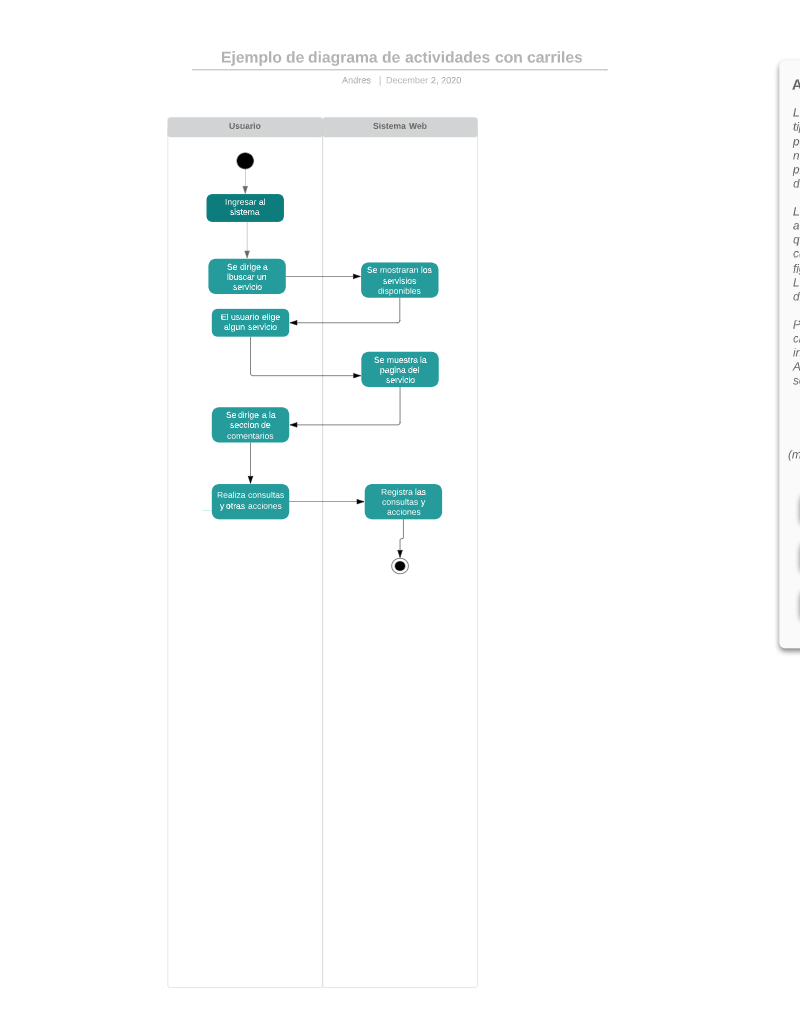 Ejemplo de diagrama de actividades con carriles
Andres | December 2, 2020
Usuario
Sistema Web
Ingresar al
sistema
Se dirige a
buscar un
servicio
Se mostraran los
servisios
disponibles
El usuario elige
algun servicio
Se muestra la
pagina del
servicio
Se dirige a la
seccion de
comentarios
Realiza consultas
y otras acciones
Registra las
consultas y
acciones